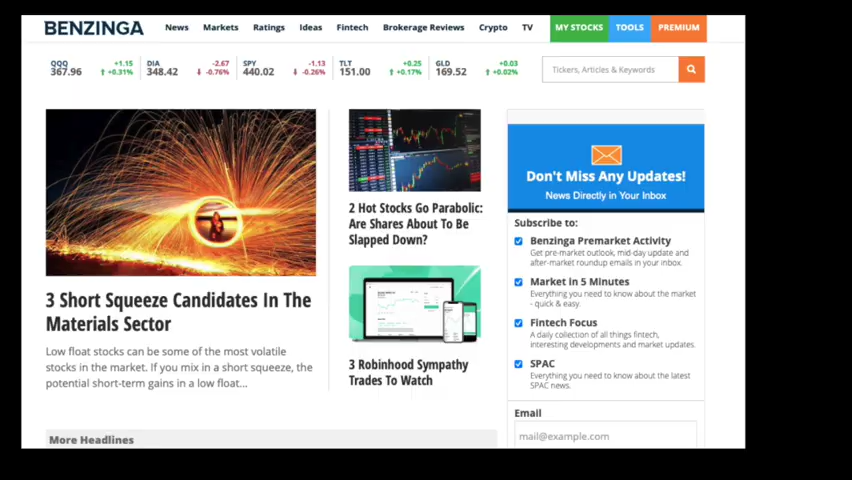 BENZINGA
News Markets Ratings Ideas Fintech Brokerage Reviews Crypto TV MY STOCKS TOOLS PREMIUM
QQQ +1.15 DIA -2.67 SPY -1.13 TLT +0.25 GLD +0.03
367.96 +0.31% 348.42 -0.76% 440.02 -0.26% 151.00 +0.17% 169.52 +0.02%
Tickers, Articles & Keywords
3 Short Squeeze Candidates In The
Materials Sector
Low float stocks can be some of the most volatile
stocks in the market. If you mix in a short squeeze, the
potential short-term gains in a low float...
2 Hot Stocks Go Parabolic:
Are Shares About To Be
Slapped Down?
3 Robinhood Sympathy
Trades To Watch
Don't Miss Any Updates!
News Directly in Your Inbox
Subscribe to:
Benzinga Premarket Activity
Get pre-market outlook, mid-day update and
after-market roundup emails in your inbox.
Market in 5 Minutes
Everything you need to know about the market
- quick & easy.
Fintech Focus
A daily collection of all things fintech,
interesting developments and market updates.
SPAC
Everything you need to know about the latest
SPAC news.
Email
mail@example.com
More Headlines